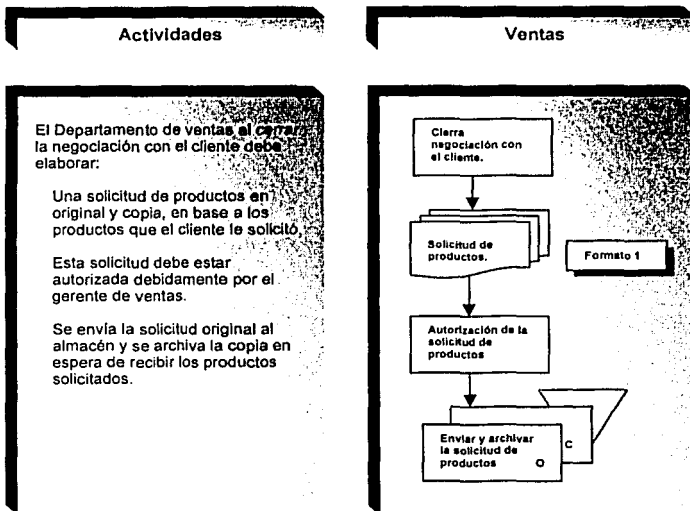 Actividades
El Departamento de ventas al cerrar
la negociación con el cliente debe
elaborar:
Una solicitud de productos en
original y copia, en base a los
productos que el cliente le solicitó,
Esta solicitud debe estar
autorizada debidamente por el
gerente de ventas.
Se envía la solicitud original al
almacén y se archiva la copia en
espera de recibir los productos
solicitados.
Ventas
Cierra
negociación con
el cliente.
Solicitud de
productos.
Formato 1
Autorización de la
solicitud de
productos
Enviar y archivar
la solicitud de
productos O
C